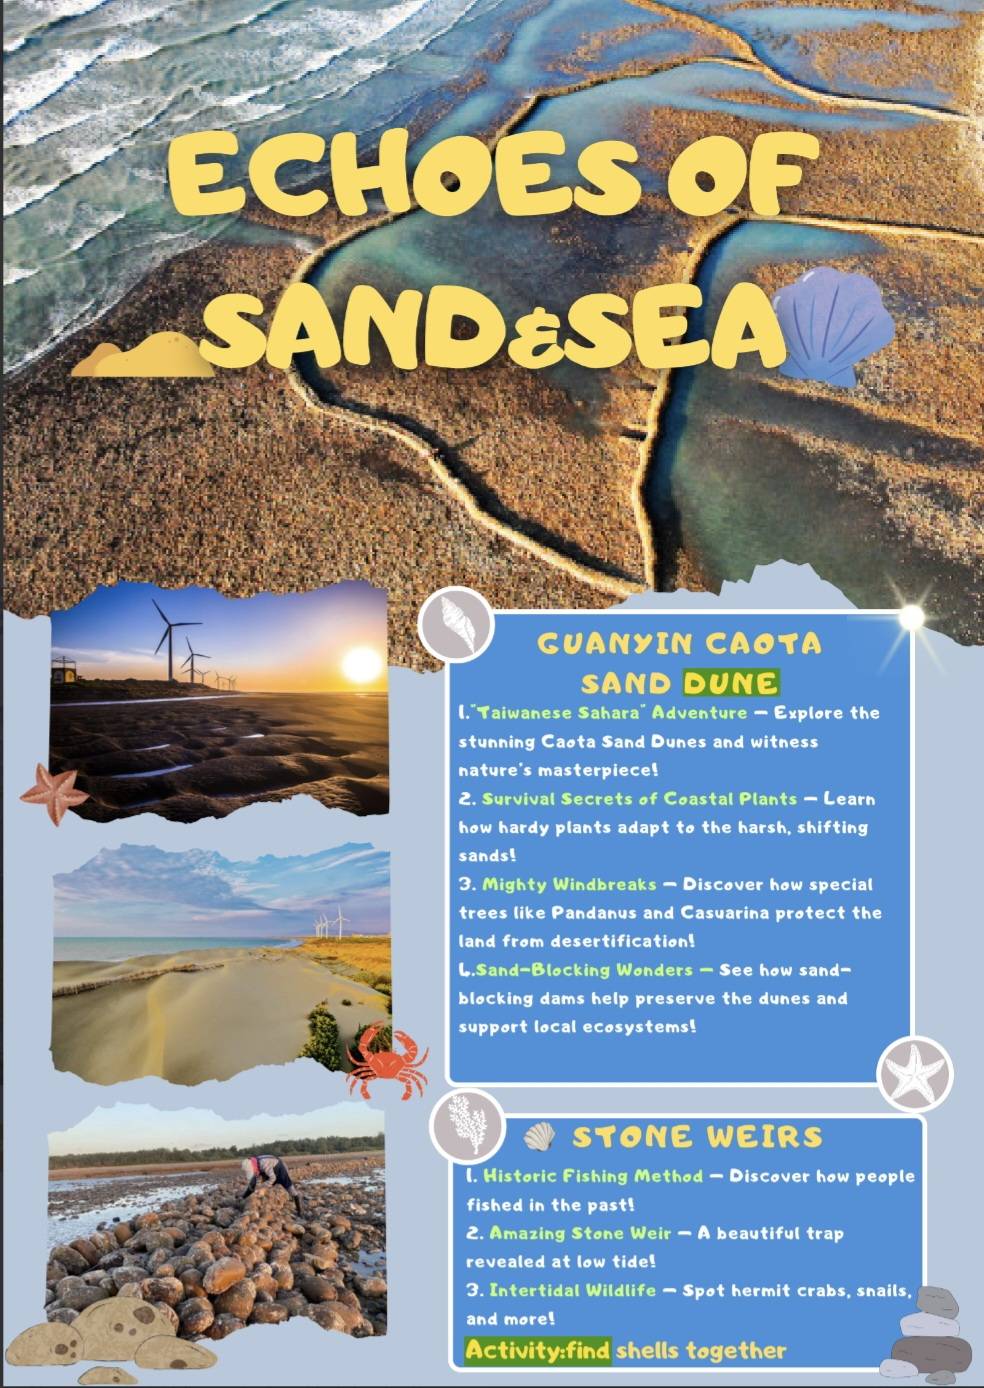 ECHOES OF
SAND&SEA
GUANYIN CAOTA
SAND DUNE
1."Taiwanese Sahara" Adventure – Explore the
stunning Caota Sand Dunes and witness
nature's masterpiece!
2. Survival Secrets of Coastal Plants – Learn
how hardy plants adapt to the harsh, shifting
sands!
3. Mighty Windbreaks – Discover how special
trees like Pandanus and Casuarina protect the
land from desertification!
4.Sand-Blocking Wonders – See how sand-
blocking dams help preserve the dunes and
support local ecosystems!
STONE WEIRS
1. Historic Fishing Method – Discover how people
fished in the past!
2. Amazing Stone Weir – A beautiful trap
revealed at low tide!
3. Intertidal Wildlife – Spot hermit crabs, snails,
and more!
Activity:find shells together